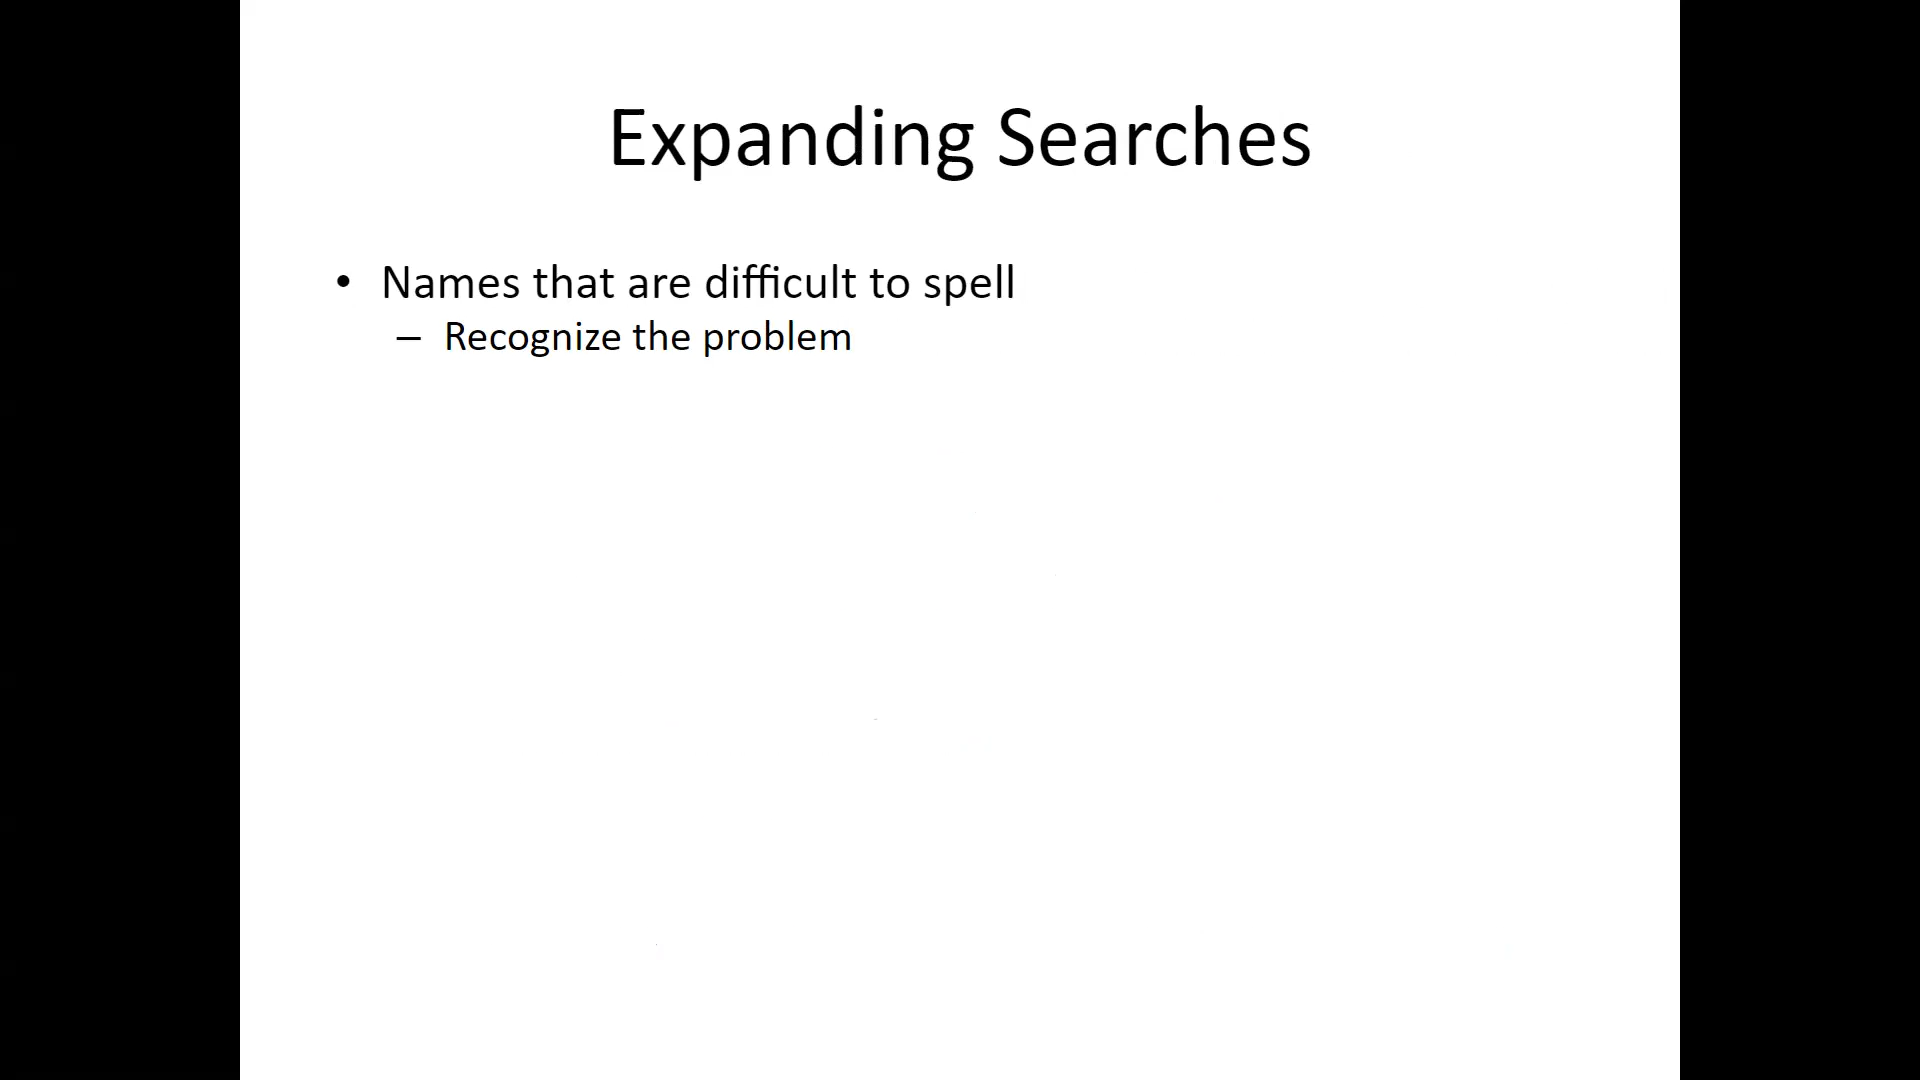 Expanding Searches
• Names that are difficult to spell
– Recognize the problem